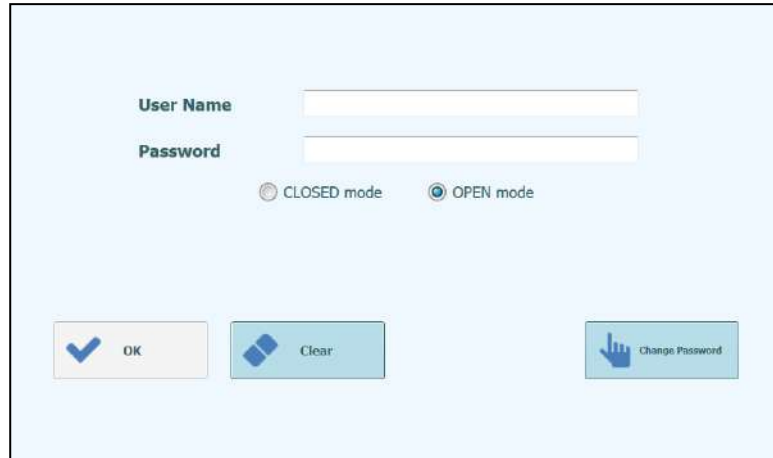 User Name
Password
CLOSED mode OPEN mode
OK Clear Change Password